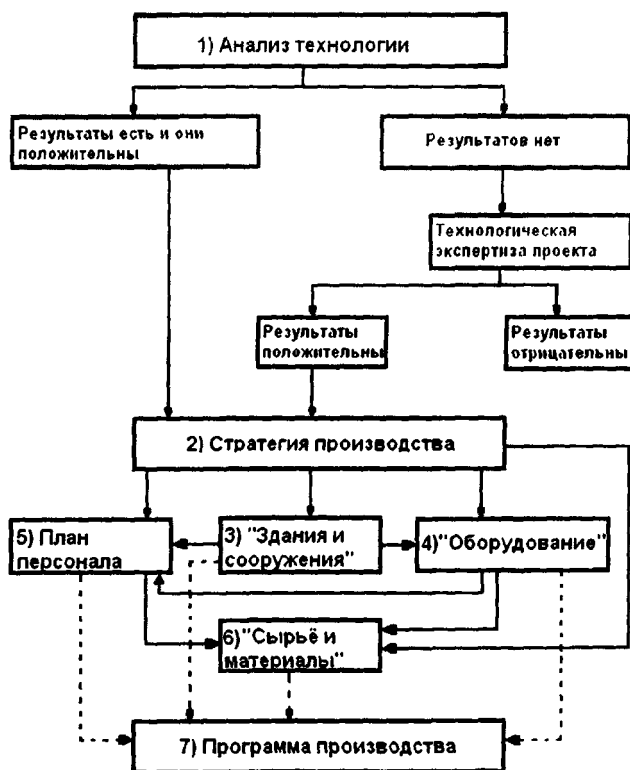 1) Анализ технологии
Результаты есть и они
положительны
Результатов нет
Технологическая
экспертиза проекта
Результаты
положительны
Результаты
отрицательны
2) Стратегия производства
5) План
персонала
3) "Здания и
сооружения"
4)"Оборудование"
6)"Сырьё и
материалы"
7) Программа производства